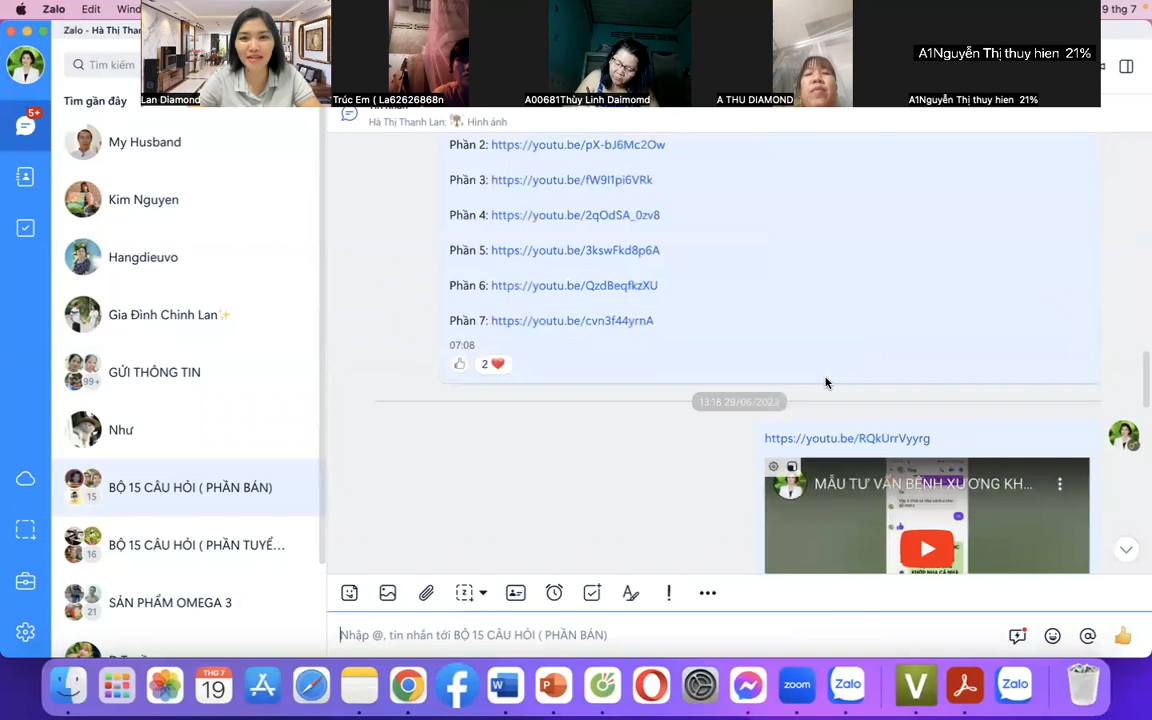 Zalo Edit Wind
9 thg 7
Zalo - Hà Thị Thanh
Tìm kiếm
Lan Diamond
Trúc Em ( La62626868n
A00681Thùy Linh Daimomd
A THU DIAMOND
A1Nguyễn Thị thuy hien 21%
A1Nguyễn Thị thuy hien 21%
5+
Tìm gần đây
My Husband
Kim Nguyen
Hangdieuvo
Gia Đình Chinh Lan✨
99+
GỬI THÔNG TIN
Như
15
BỘ 15 CÂU HỎI ( PHẦN BÁN)
16
BỘ 15 CÂU HỎI ( PHẦN TUYỂ...
21
SẢN PHẨM OMEGA 3
Hà Thị Thanh Lan: Hình ảnh
Phần 2: https://youtu.be/pX-bJ6Mc2Ow
Phần 3: https://youtu.be/fW9I1pi6VRk
Phần 4: https://youtu.be/2qOdSA_0zv8
Phần 5: https://youtu.be/3kswFkd8p6A
Phần 6: https://youtu.be/QzdBeqfkzXU
Phần 7: https://youtu.be/cvn3f44yrnA
07:08
2 ❤️
13:18 29/06/2023
https://youtu.be/RQkUrrVyyrg
MẪU TƯ VẤN BỆNH XƯƠNG KH...
Nhập @, tin nhắn tới BỘ 15 CÂU HỎI ( PHẦN BÁN)
THG 7
19
zoom
Zalo
Zalo